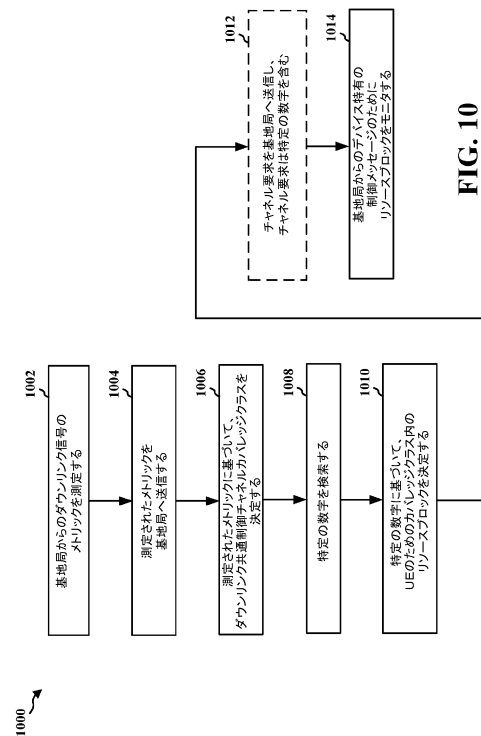 1000
1002
基地局からのダウンリンク信号の
メトリックを測定する
1004
測定されたメトリックを
基地局へ送信する
1006
測定されたメトリックに基づいて、
ダウンリンク共通制御チャネルカバレッジクラスを
決定する
1008
特定の数字を検索する
1010
特定の数字に基づいて、
UEのためのカバレッジクラス内の
リソースブロックを決定する
1012
チャネル要求を基地局へ送信し、
チャネル要求は特定の数字を含む
1014
基地局からのデバイス特有の
制御メッセージのために
リソースブロックをモニタする
FIG. 10